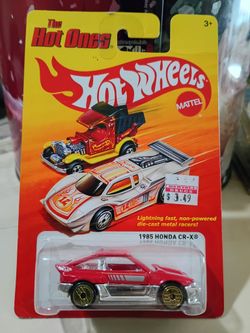 The
Hot Ones
3+
Hot Wheels
MATTEL
$ 3.49
Lightning fast, non-powered
die-cast metal racers!
1985 HONDA CR-X®